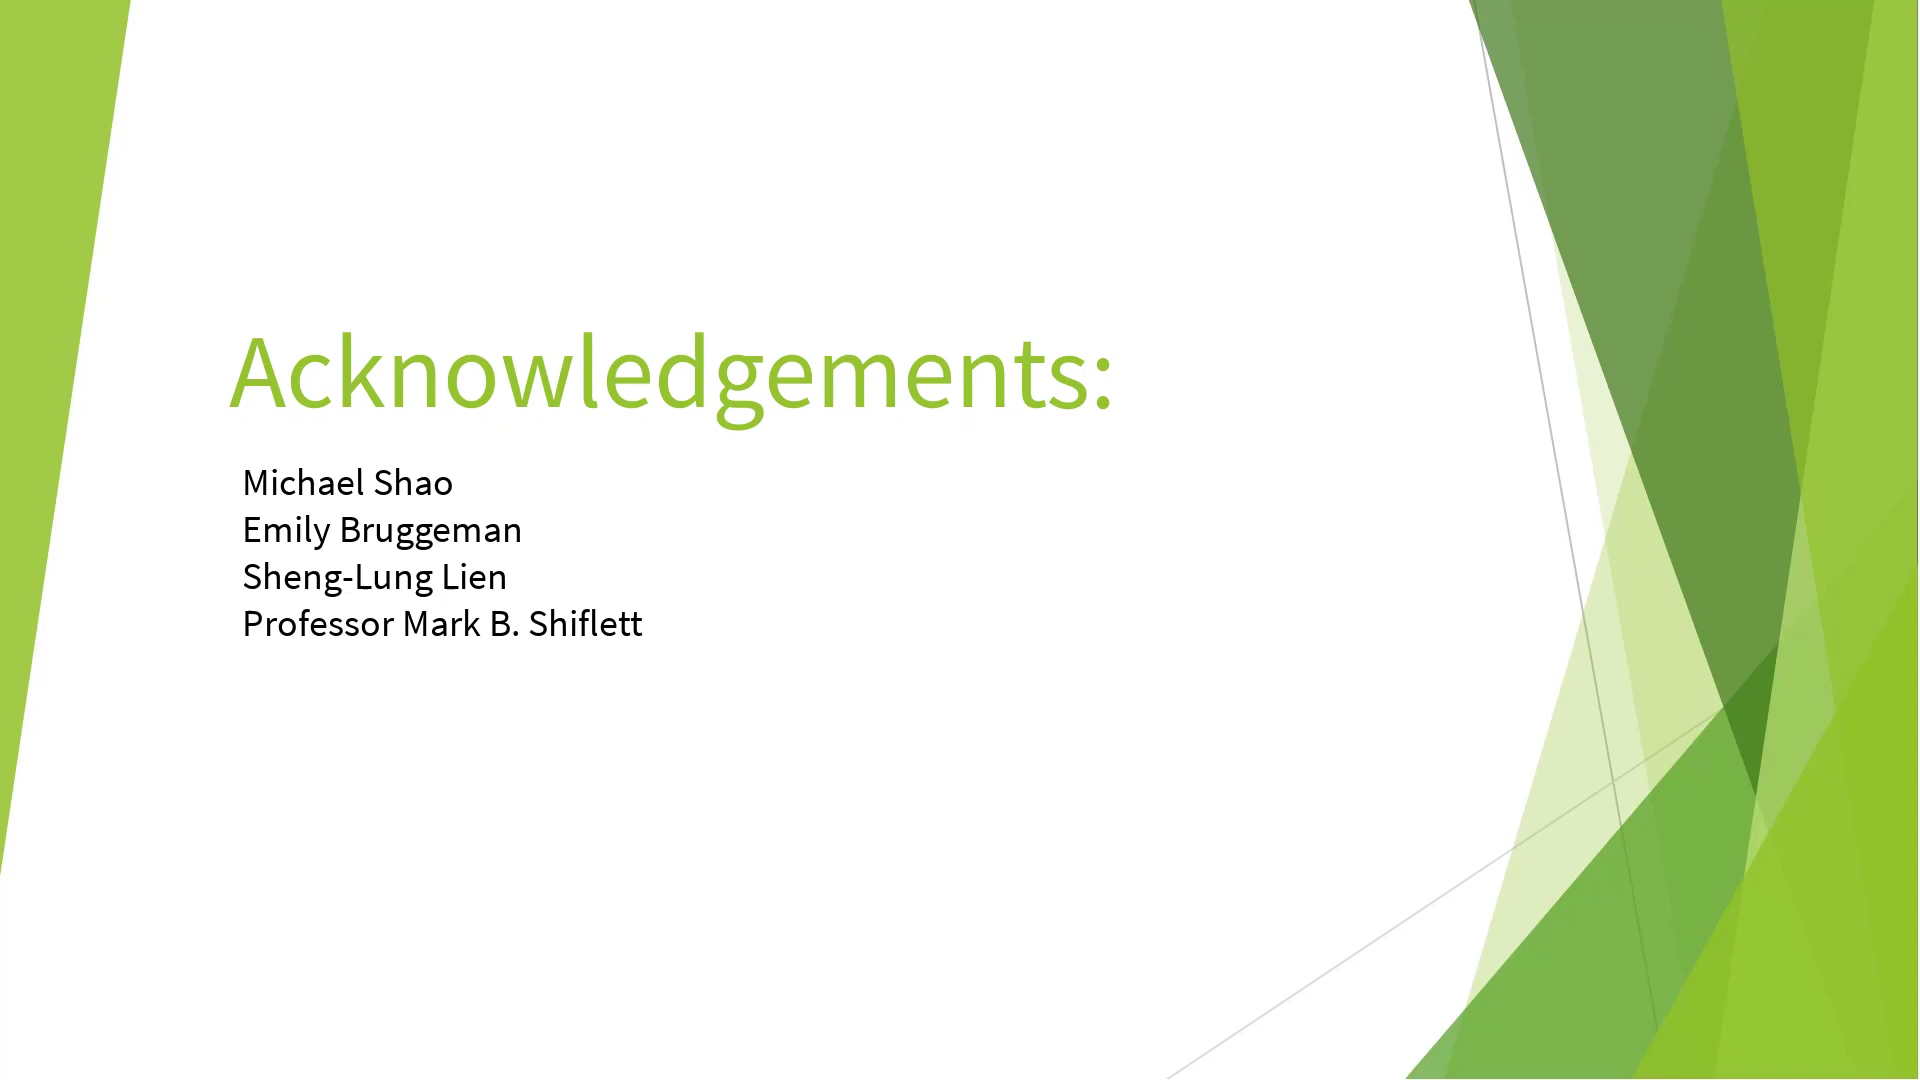 Acknowledgements:
Michael Shao
Emily Bruggeman
Sheng-Lung Lien
Professor Mark B. Shiflett